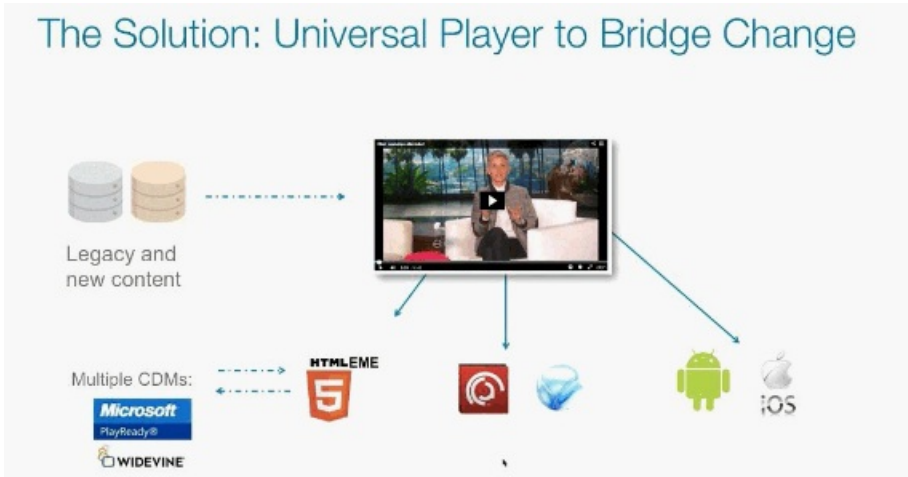 The Solution: Universal Player to Bridge Change
Legacy and
new content
HTML EME
5
Multiple CDMs:
Microsoft
PlayReady®
WIDEVINE
iOS